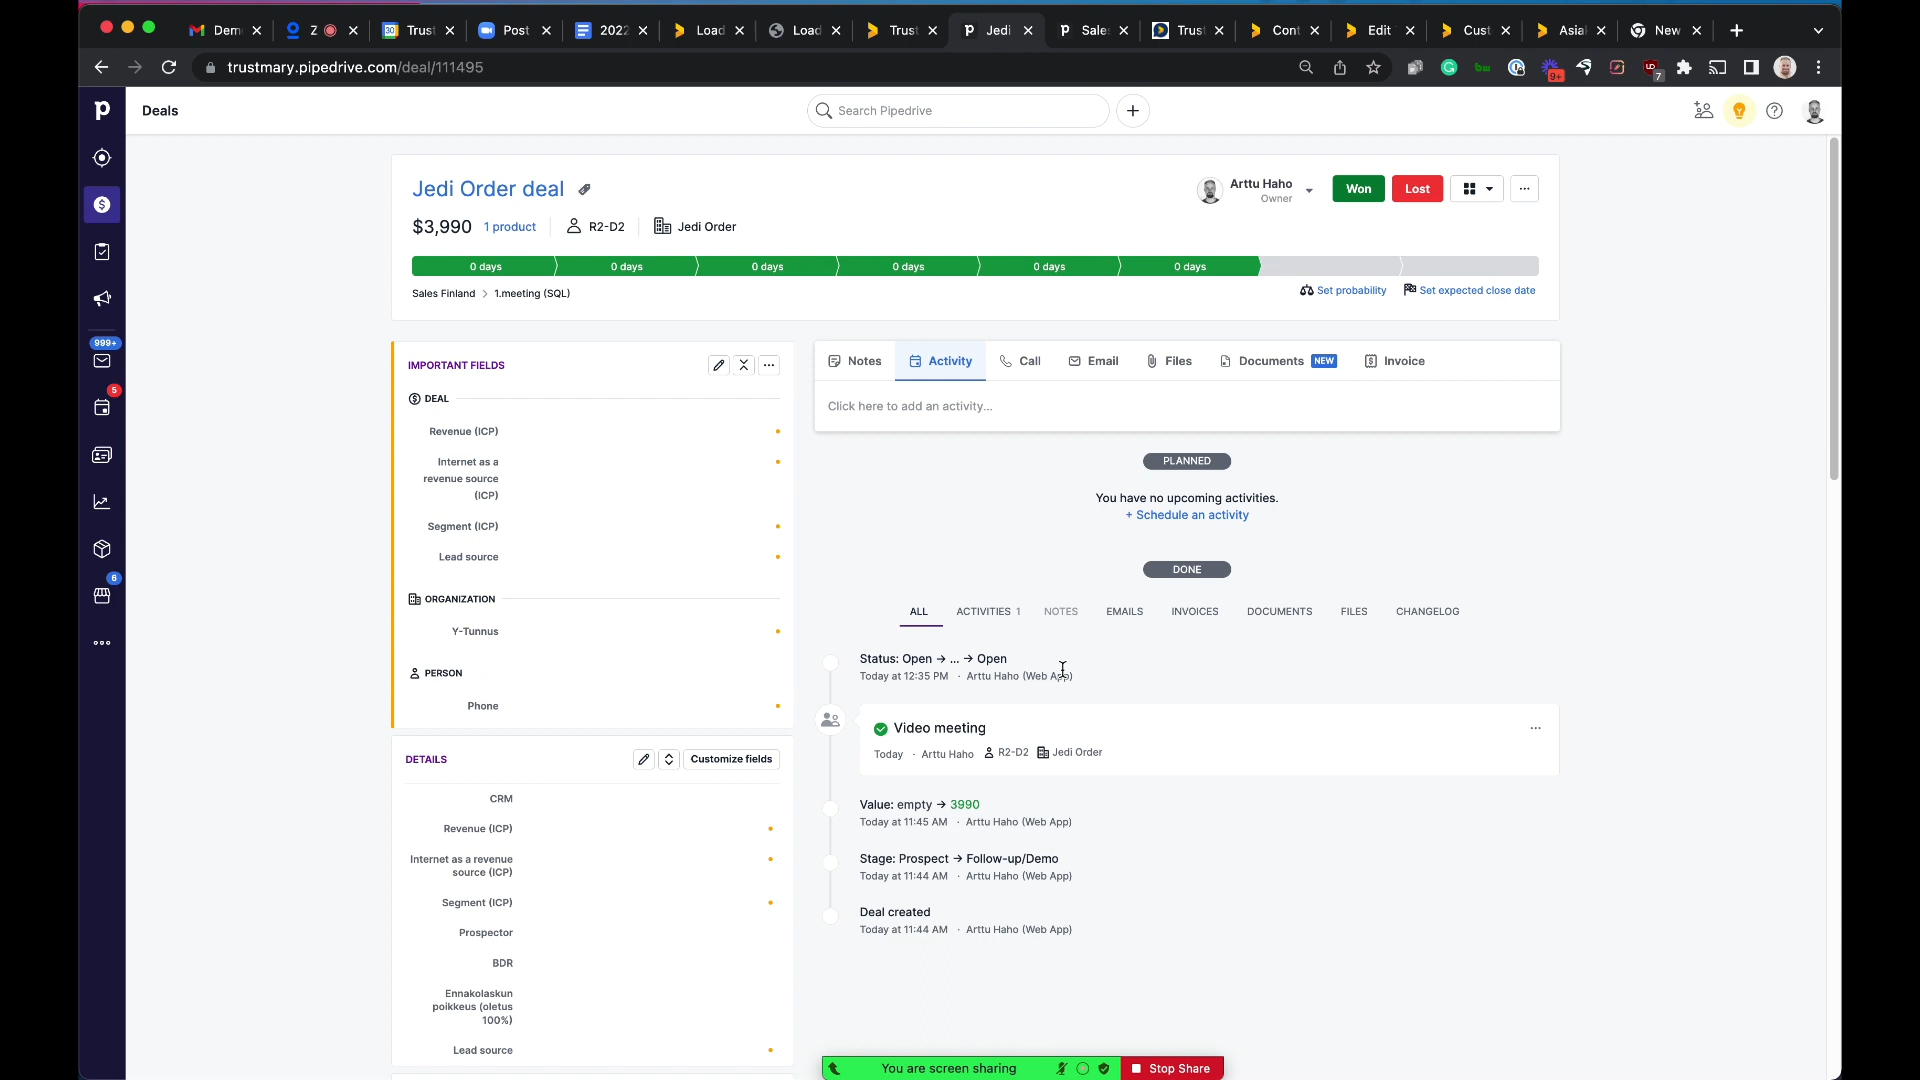 Dem
Z
Trust
Post
2022
Load
Load
Trust
Jedi
Sales
Trust
Cont
Edit
Cust
Asiak
New
trustmary.pipedrive.com/deal/111495
9+
7
Deals
Search Pipedrive
Jedi Order deal
Arttu Haho
Owner
Won
Lost
$3,990 1 product R2-D2 Jedi Order
0 days 0 days 0 days 0 days 0 days 0 days
Sales Finland > 1.meeting (SQL)
Set probability Set expected close date
999+
5
6
IMPORTANT FIELDS
DEAL
Revenue (ICP)
Internet as a
revenue source
(ICP)
Segment (ICP)
Lead source
ORGANIZATION
Y-Tunnus
PERSON
Phone
DETAILS
Customize fields
CRM
Revenue (ICP)
Internet as a revenue
source (ICP)
Segment (ICP)
Prospector
BDR
Ennakolaskun
poikkeus (oletus
100%)
Lead source
Notes Activity Call Email Files Documents NEW Invoice
Click here to add an activity...
PLANNED
You have no upcoming activities.
+ Schedule an activity
DONE
ALL ACTIVITIES 1 NOTES EMAILS INVOICES DOCUMENTS FILES CHANGELOG
Status: Open → ... → Open
Today at 12:35 PM · Arttu Haho (Web App)
Video meeting
Today · Arttu Haho R2-D2 Jedi Order
Value: empty → 3990
Today at 11:45 AM · Arttu Haho (Web App)
Stage: Prospect → Follow-up/Demo
Today at 11:44 AM · Arttu Haho (Web App)
Deal created
Today at 11:44 AM · Arttu Haho (Web App)
You are screen sharing
Stop Share